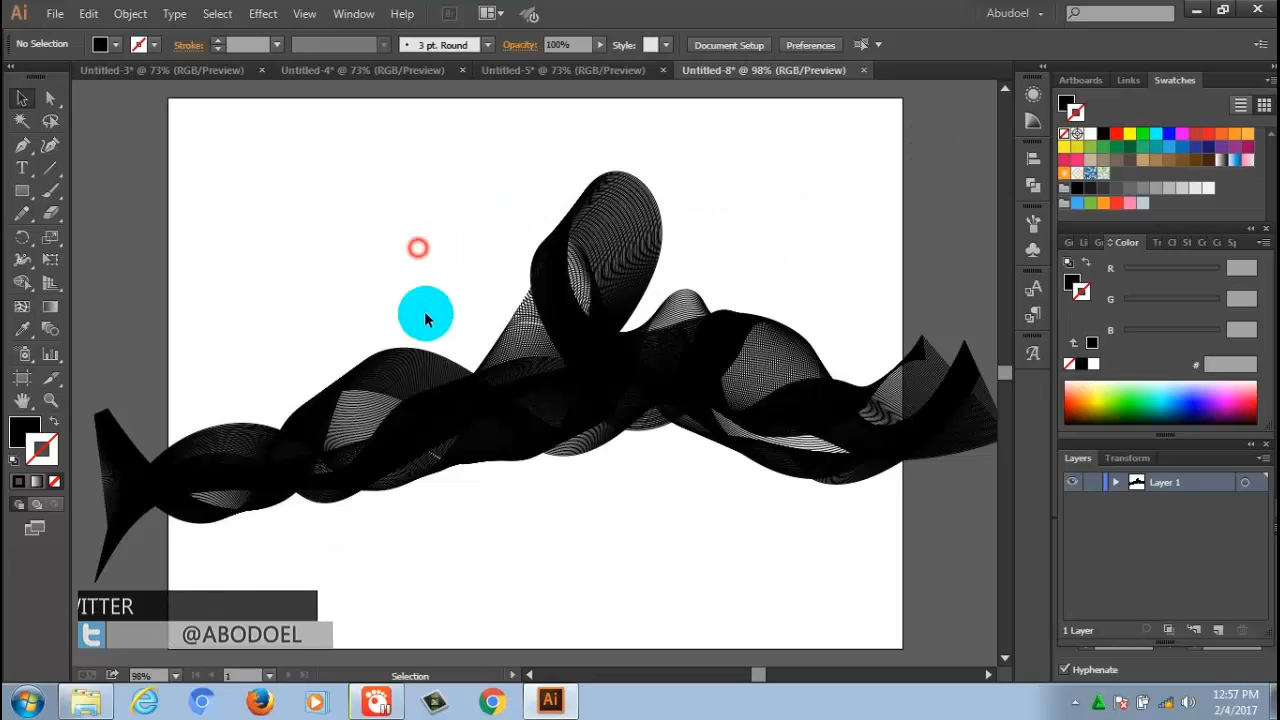 Ai File Edit Object Type Select Effect View Window Help Br Abudoel
No Selection Stroke: 3 pt. Round Opacity: 100% Style: Document Setup Preferences
Untitled-3* @ 73% (RGB/Preview) Untitled-4* @ 73% (RGB/Preview) Untitled-5* @ 73% (RGB/Preview) Untitled-8* @ 98% (RGB/Preview)
Artboards Links Swatches
Color
R
G
B
#
Layers Transform
Layer 1
VITTER
@ABODOEL
1 Layer
Hyphenate
98% 1 Selection
12:57 PM
2/4/2017